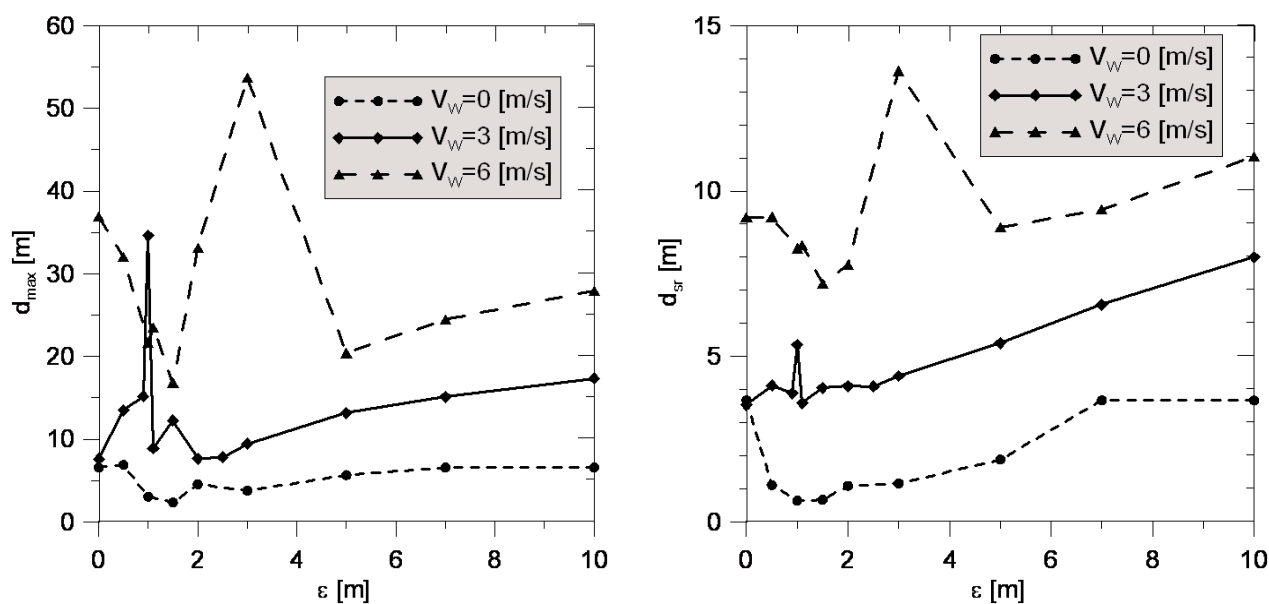 60
50
40
30
20
10
0
d_max [m]
V_W=0 [m/s]
V_W=3 [m/s]
V_W=6 [m/s]
0 2 4 6 8 10
ε [m]
15
10
5
0
d_sr [m]
V_W=0 [m/s]
V_W=3 [m/s]
V_W=6 [m/s]
0 2 4 6 8 10
ε [m]